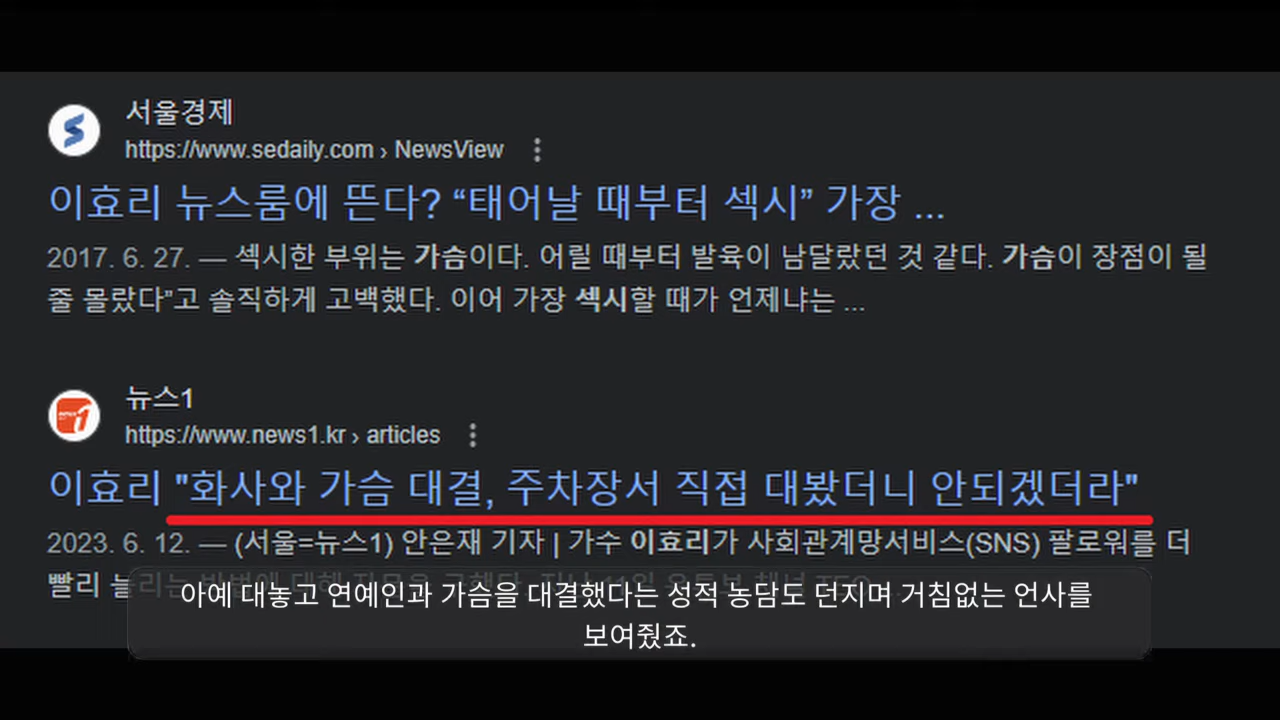 서울경제
https://www.sedaily.com › NewsView
이효리 뉴스룸에 뜬다? “태어날 때부터 섹시” 가장 ...
2017. 6. 27. — 섹시한 부위는 가슴이다. 어릴 때부터 발육이 남달랐던 것 같다. 가슴이 장점이 될
줄 몰랐다”고 솔직하게 고백했다. 이어 가장 섹시할 때가 언제냐는 ...
뉴스1
https://www.news1.kr › articles
이효리 "화사와 가슴 대결, 주차장서 직접 대봤더니 안되겠더라"
2023. 6. 12. — (서울=뉴스1) 안은재 기자 | 가수 이효리가 사회관계망서비스(SNS) 팔로워를 더
빨리 늘리는
아예 대놓고 연예인과 가슴을 대결했다는 성적 농담도 던지며 거침없는 언사를
보여줬죠.